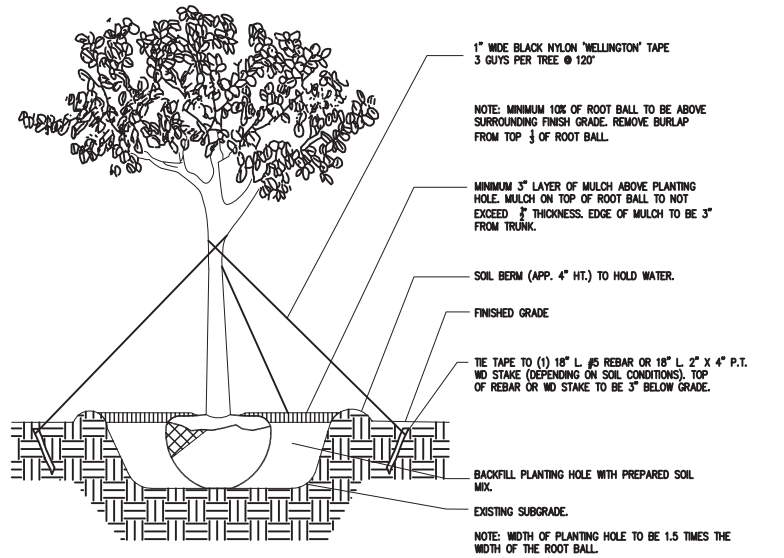 1" WIDE BLACK NYLON 'WELLINGTON' TAPE
3 GUYS PER TREE @ 120°
NOTE: MINIMUM 10% OF ROOT BALL TO BE ABOVE
SURROUNDING FINISH GRADE. REMOVE BURLAP
FROM TOP 1/3 OF ROOT BALL.
MINIMUM 3" LAYER OF MULCH ABOVE PLANTING
HOLE. MULCH ON TOP OF ROOT BALL TO NOT
EXCEED THICKNESS. EDGE OF MULCH TO BE 3"
FROM TRUNK.
SOIL BERM (APP. 4" HT.) TO HOLD WATER.
FINISHED GRADE
TIE TAPE TO (1) 18" L. #5 REBAR OR 18" L. 2" X 4" P.T.
WD STAKE (DEPENDING ON SOIL CONDITIONS). TOP
OF REBAR OR WD STAKE TO BE 3" BELOW GRADE.
BACKFILL PLANTING HOLE WITH PREPARED SOIL
MIX.
EXISTING SUBGRADE.
NOTE: WIDTH OF PLANTING HOLE TO BE 1.5 TIMES THE
WIDTH OF THE ROOT BALL.